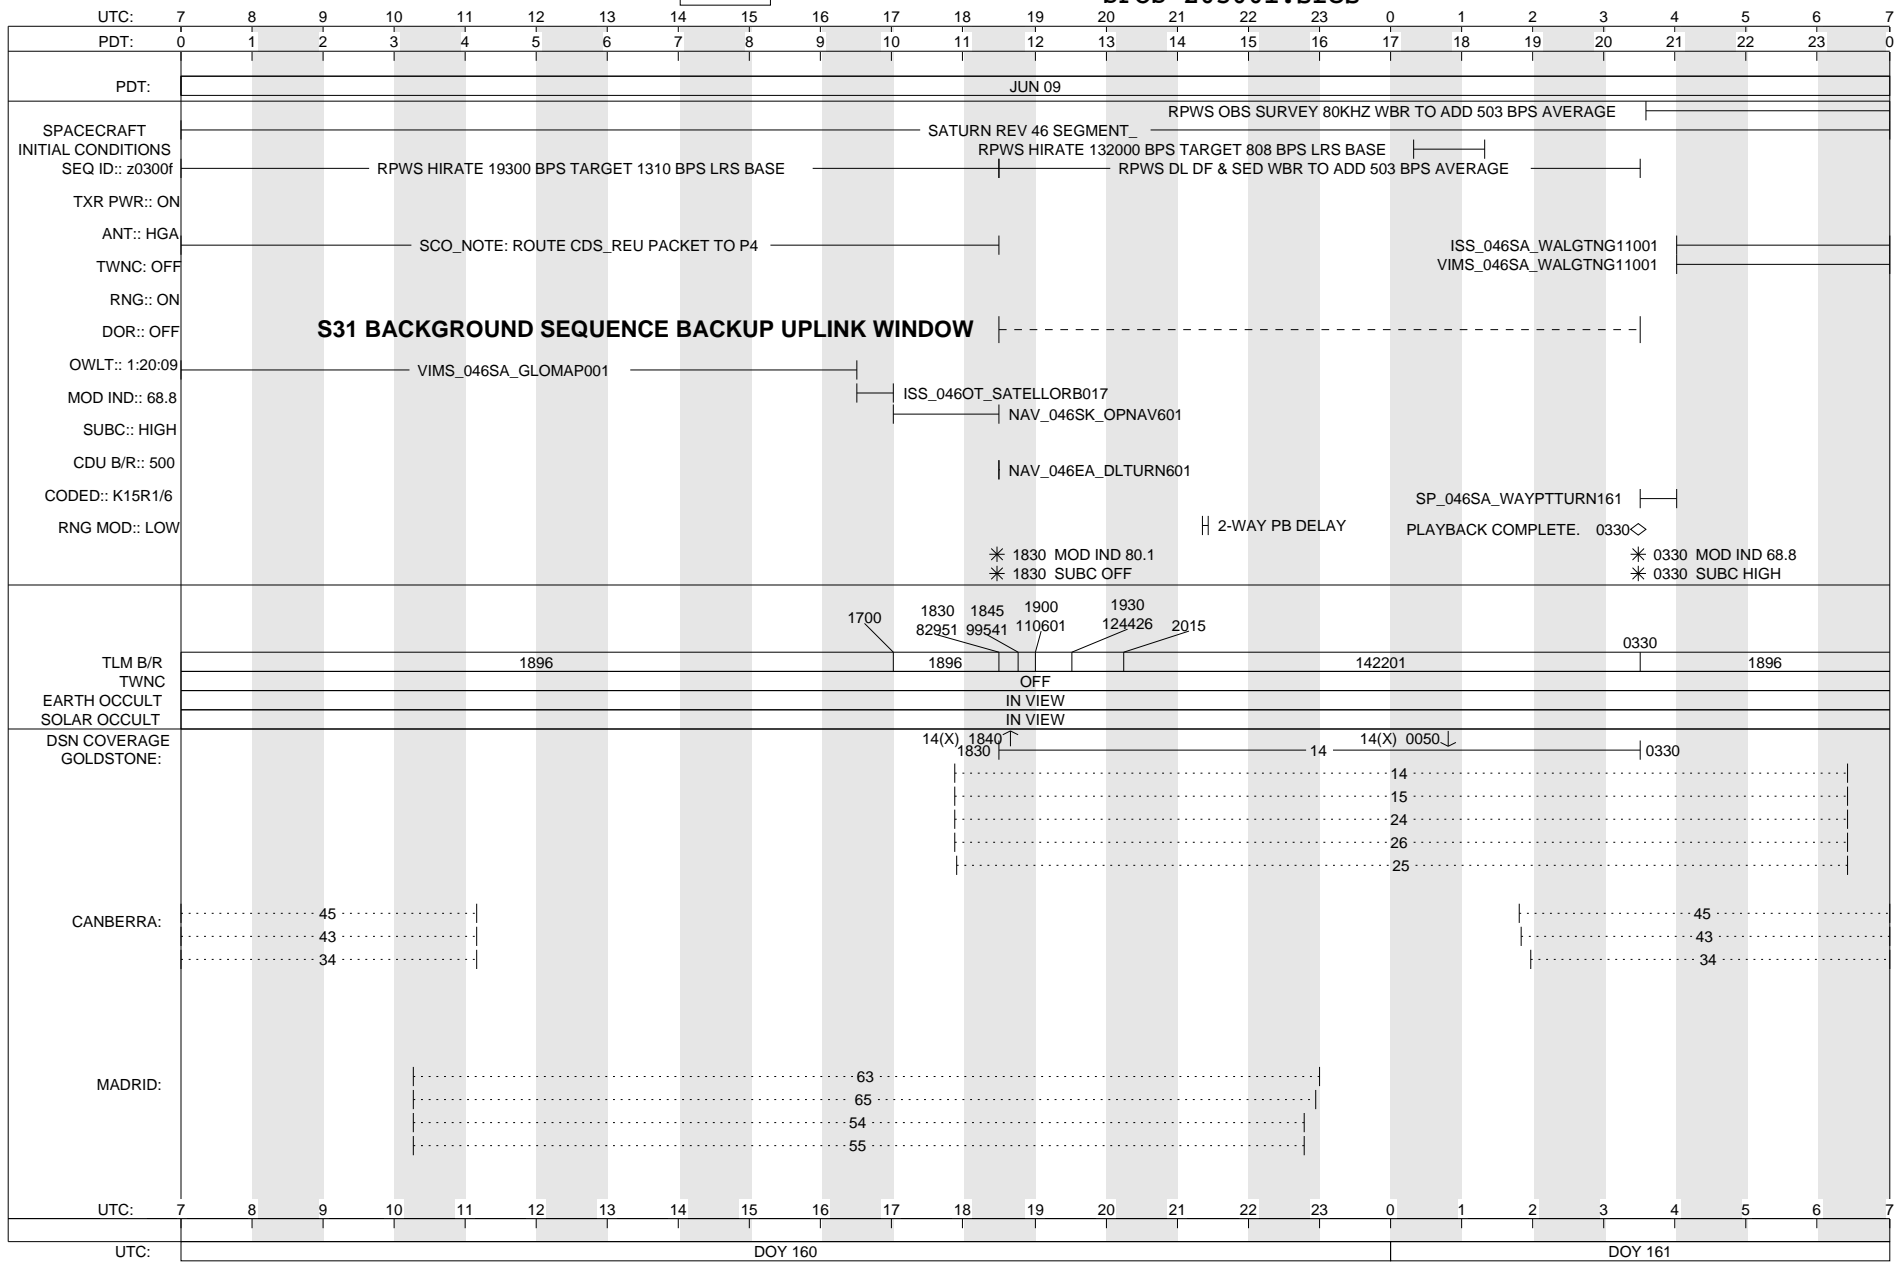 UTC: 7 8 9 10 11 12 13 14 15 16 17 18 19 20 21 22 23 0 1 2 3 4 5 6 7
PDT: 0 1 2 3 4 5 6 7 8 9 10 11 12 13 14 15 16 17 18 19 20 21 22 23 0
PDT: JUN 09
RPWS OBS SURVEY 80KHZ WBR TO ADD 503 BPS AVERAGE
SPACECRAFT SATURN REV 46 SEGMENT_
INITIAL CONDITIONS RPWS HIRATE 132000 BPS TARGET 808 BPS LRS BASE
SEQ ID:: z0300f RPWS HIRATE 19300 BPS TARGET 1310 BPS LRS BASE RPWS DL DF & SED WBR TO ADD 503 BPS AVERAGE
TXR PWR:: ON
ANT:: HGA
SCO_NOTE: ROUTE CDS_REU PACKET TO P4 ISS_046SA_WALGTNG11001
TWNC: OFF VIMS_046SA_WALGTNG11001
RNG:: ON
DOR:: OFF S31 BACKGROUND SEQUENCE BACKUP UPLINK WINDOW
OWLT:: 1:20:09 VIMS_046SA_GLOMAP001
MOD IND:: 68.8 ISS_046OT_SATELLORB017
NAV_046SK_OPNAV601
SUBC:: HIGH
CDU B/R:: 500 NAV_046EA_DLTURN601
CODED:: K15R1/6 SP_046SA_WAYPTTURN161
RNG MOD:: LOW 2-WAY PB DELAY PLAYBACK COMPLETE. 0330
1830 MOD IND 80.1 0330 MOD IND 68.8
1830 SUBC OFF 0330 SUBC HIGH
1700 1830 1845 1900 1930
82951 99541 110601 124426 2015
0330
TLM B/R 1896 1896 142201 1896
TWNC OFF
EARTH OCCULT IN VIEW
SOLAR OCCULT IN VIEW
DSN COVERAGE 14(X) 1840 14(X) 0050
GOLDSTONE: 1830 14 0330
14
15
24
26
25
CANBERRA: 45 45
43 43
34 34
MADRID: 63
65
54
55
UTC: 7 8 9 10 11 12 13 14 15 16 17 18 19 20 21 22 23 0 1 2 3 4 5 6 7
UTC: DOY 160 DOY 161